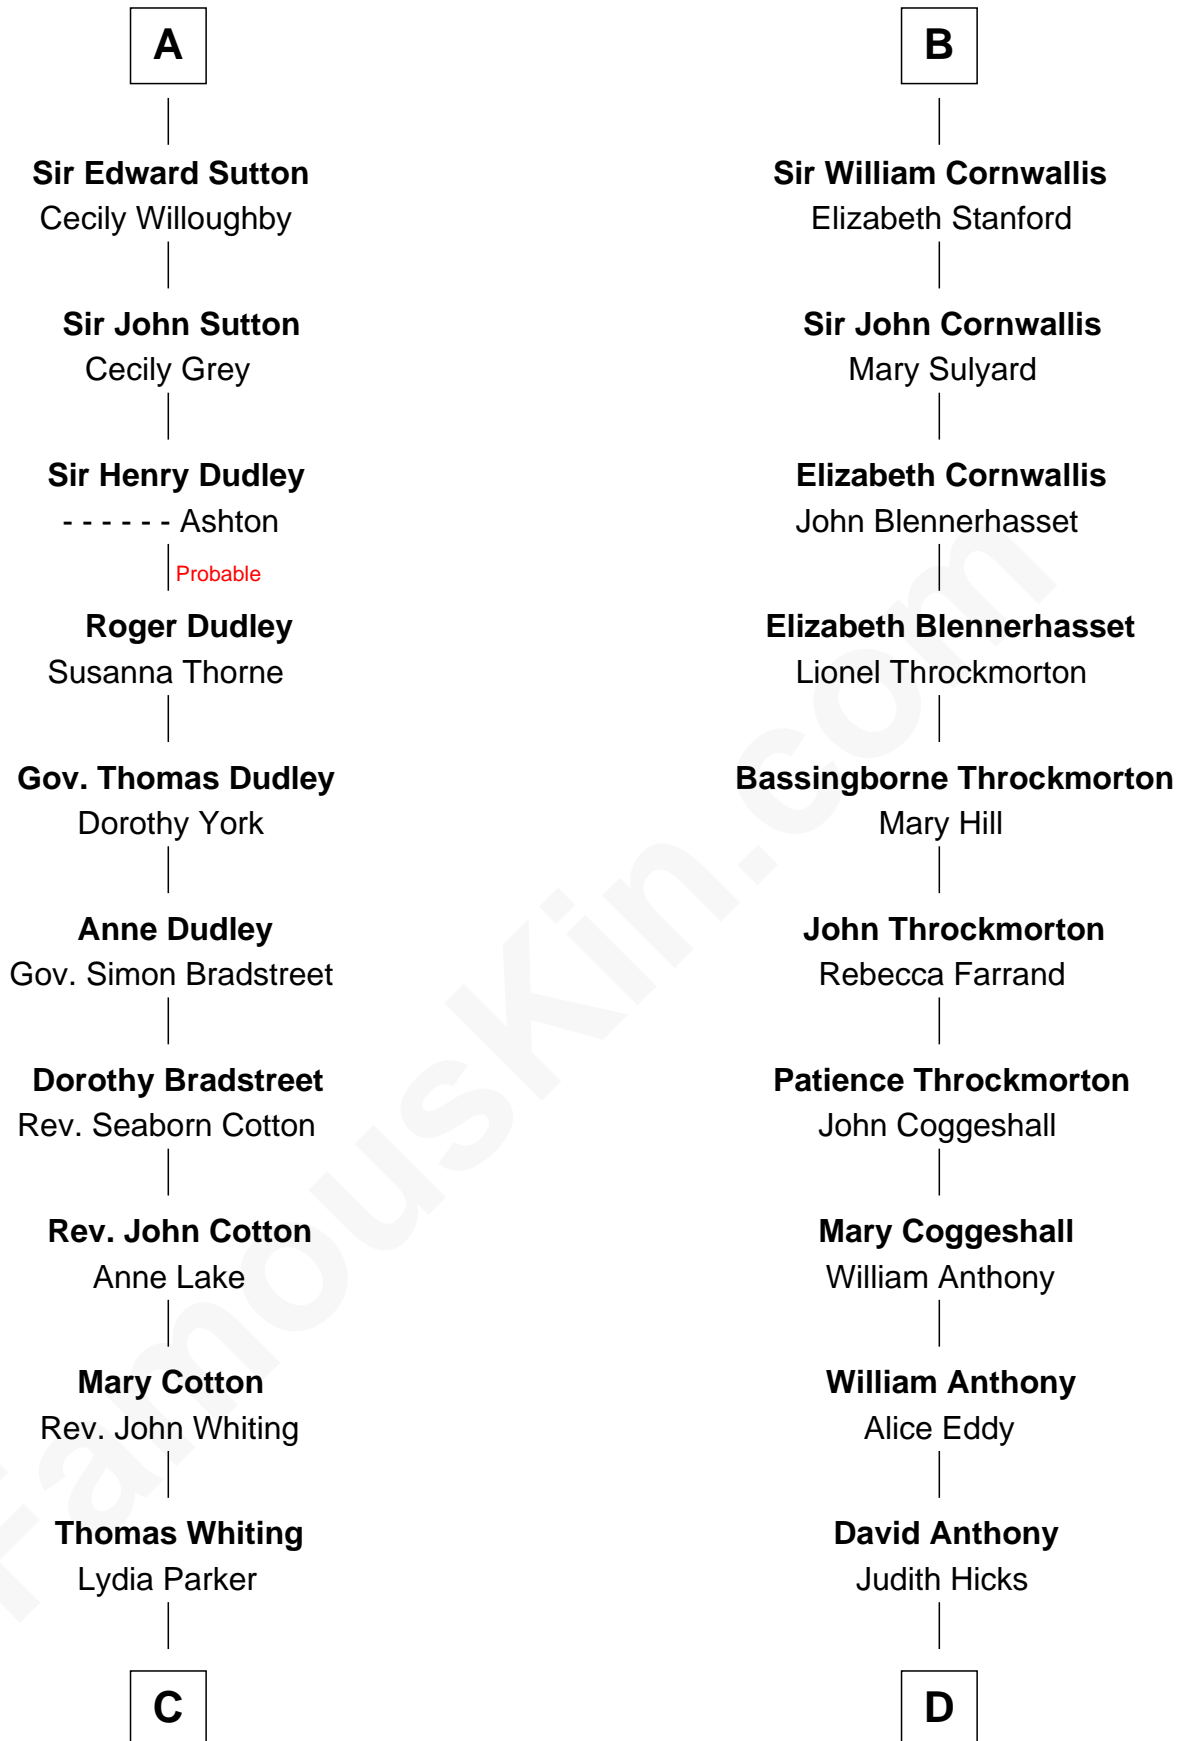 A
Sir Edward Sutton
Cecily Willoughby
Sir John Sutton
Cecily Grey
Sir Henry Dudley
- - - - - - Ashton
Probable
Roger Dudley
Susanna Thorne
Gov. Thomas Dudley
Dorothy York
Anne Dudley
Gov. Simon Bradstreet
Dorothy Bradstreet
Rev. Seaborn Cotton
Rev. John Cotton
Anne Lake
Mary Cotton
Rev. John Whiting
Thomas Whiting
Lydia Parker
C
B
Sir William Cornwallis
Elizabeth Stanford
Sir John Cornwallis
Mary Sulyard
Elizabeth Cornwallis
John Blennerhasset
Elizabeth Blennerhasset
Lionel Throckmorton
Bassingborne Throckmorton
Mary Hill
John Throckmorton
Rebecca Farrand
Patience Throckmorton
John Coggeshall
Mary Coggeshall
William Anthony
William Anthony
Alice Eddy
David Anthony
Judith Hicks
D
FamousKin.com